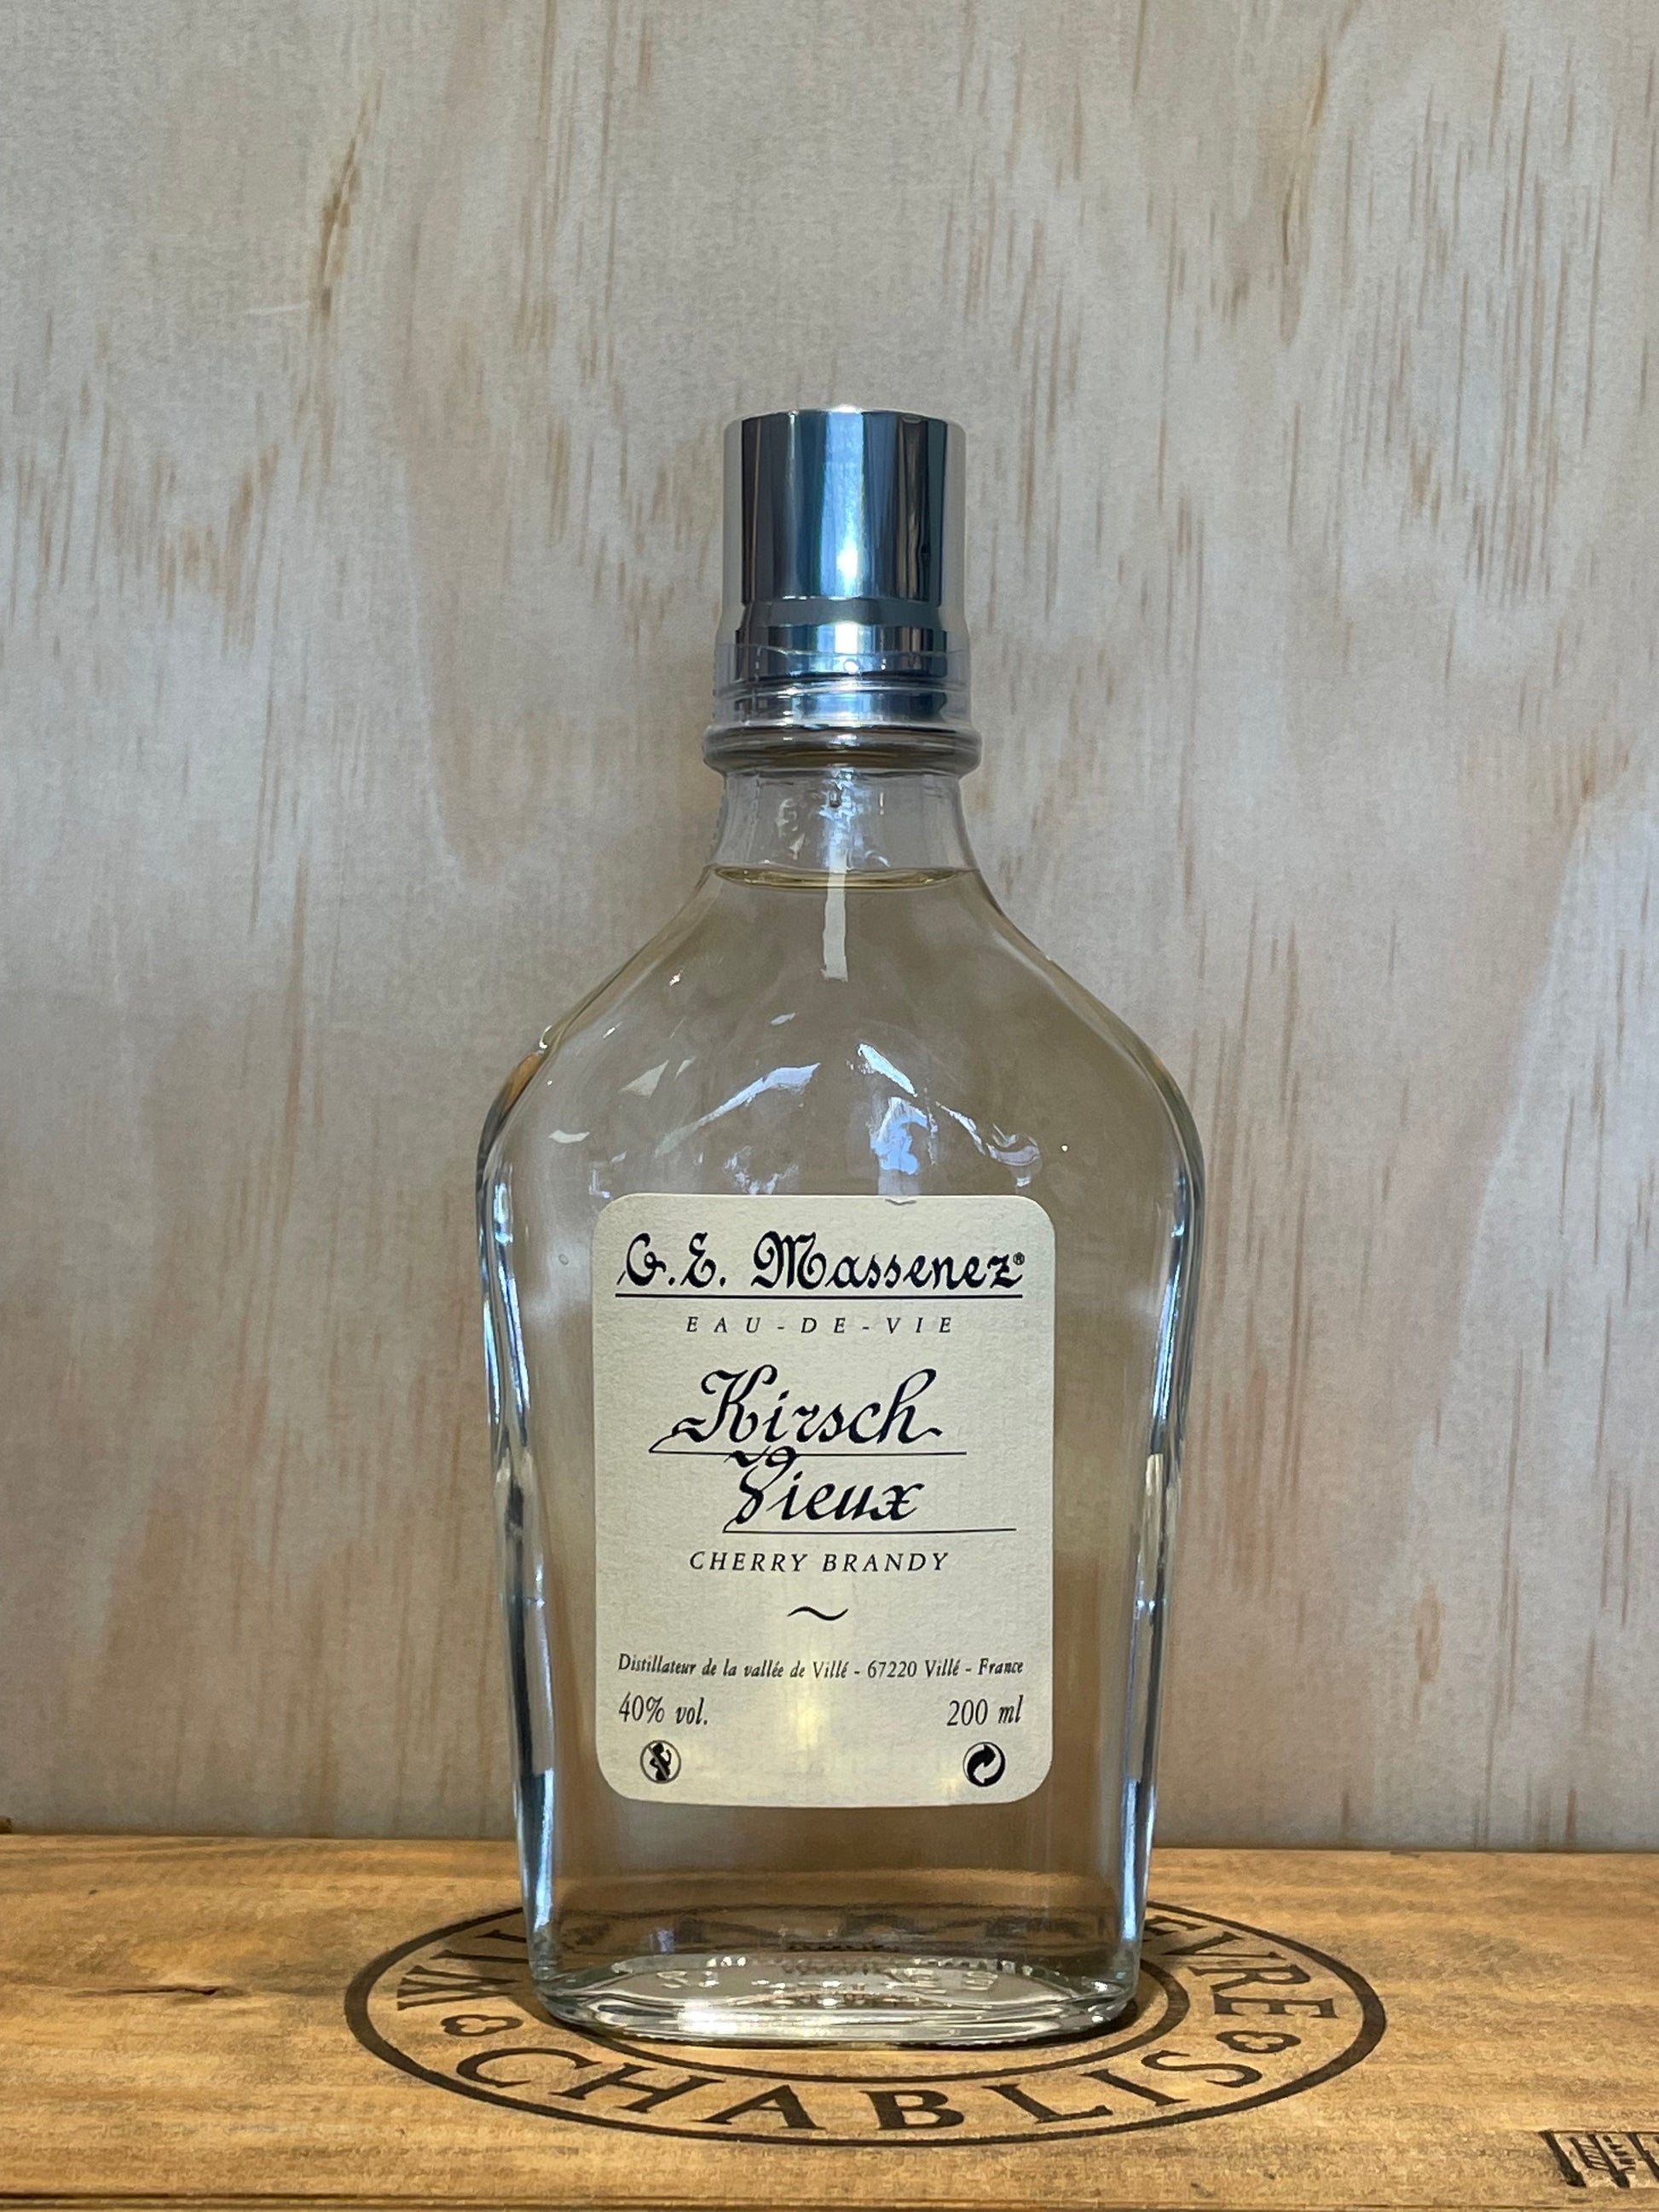 G.E. Massenez®
EAU-DE-VIE
Kirsch
Vieux
CHERRY BRANDY
~
Distillateur de la vallée de Villé - 67220 Villé - France
40% vol.
200 ml
CHABLIS